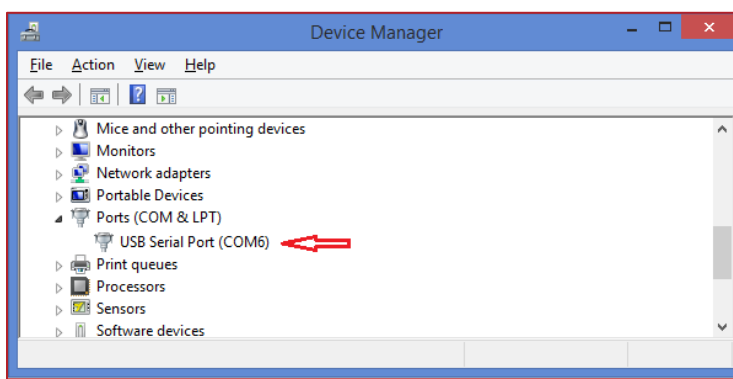 Device Manager
File Action View Help
Mice and other pointing devices
Monitors
Network adapters
Portable Devices
Ports (COM & LPT)
USB Serial Port (COM6)
Print queues
Processors
Sensors
Software devices